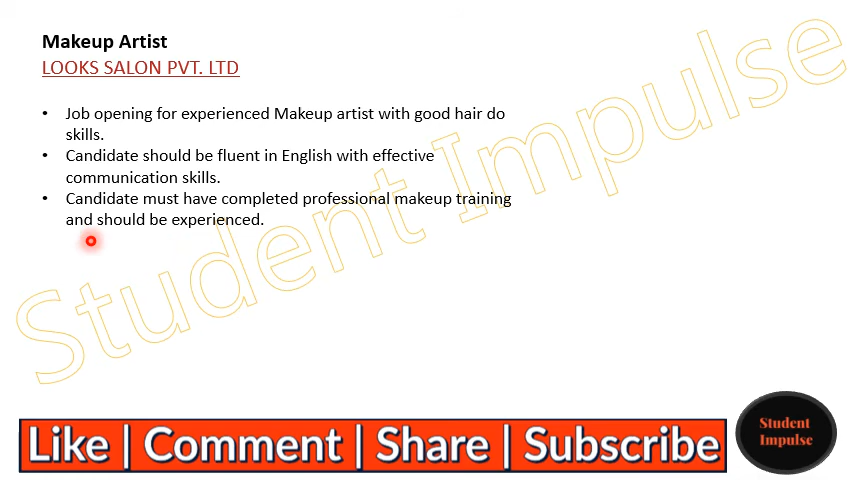 Makeup Artist
LOOKS SALON PVT. LTD
• Job opening for experienced Makeup artist with good hair do
skills.
• Candidate should be fluent in English with effective
communication skills.
• Candidate must have completed professional makeup training
and should be experienced.
Student Impulse
Like | Comment | Share | Subscribe
Student
Impulse